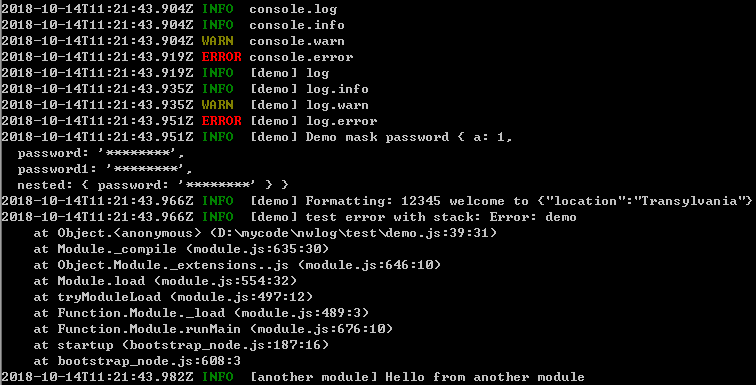 2018-10-14T11:21:43.904Z INFO  console.log
2018-10-14T11:21:43.904Z INFO  console.info
2018-10-14T11:21:43.904Z WARN  console.warn
2018-10-14T11:21:43.919Z ERROR console.error
2018-10-14T11:21:43.919Z INFO  [demo] log
2018-10-14T11:21:43.935Z INFO  [demo] log.info
2018-10-14T11:21:43.935Z WARN  [demo] log.warn
2018-10-14T11:21:43.951Z ERROR [demo] log.error
2018-10-14T11:21:43.951Z INFO  [demo] Demo mask password { a: 1,
  password: '********',
  password1: '********',
  nested: { password: '********' } }
2018-10-14T11:21:43.966Z INFO  [demo] Formatting: 12345 welcome to {"location":"Transylvania"}
2018-10-14T11:21:43.966Z INFO  [demo] test error with stack: Error: demo
    at Object.<anonymous> (D:\mycode\nwlog\test\demo.js:39:31)
    at Module._compile (module.js:635:30)
    at Object.Module._extensions..js (module.js:646:10)
    at Module.load (module.js:554:32)
    at tryModuleLoad (module.js:497:12)
    at Function.Module._load (module.js:489:3)
    at Function.Module.runMain (module.js:676:10)
    at startup (bootstrap_node.js:187:16)
    at bootstrap_node.js:608:3
2018-10-14T11:21:43.982Z INFO  [another module] Hello from another module